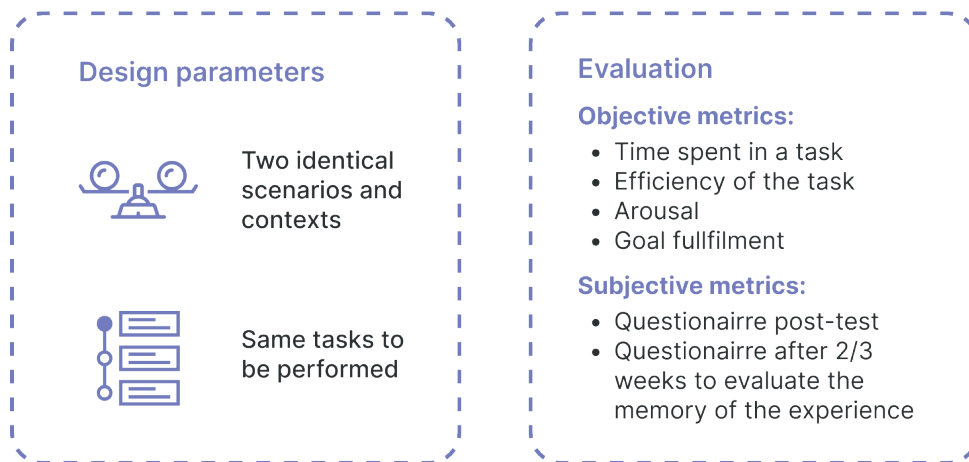 Design parameters
Two identical
scenarios and
contexts
Same tasks to
be performed
Evaluation
Objective metrics:
• Time spent in a task
• Efficiency of the task
• Arousal
• Goal fullfilment
Subjective metrics:
• Questionairre post-test
• Questionairre after 2/3
weeks to evaluate the
memory of the experience